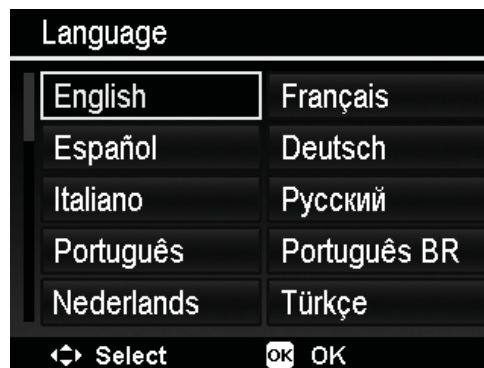 Language
English Français
Español Deutsch
Italiano Русский
Português Português BR
Nederlands Türkçe
Select OK OK